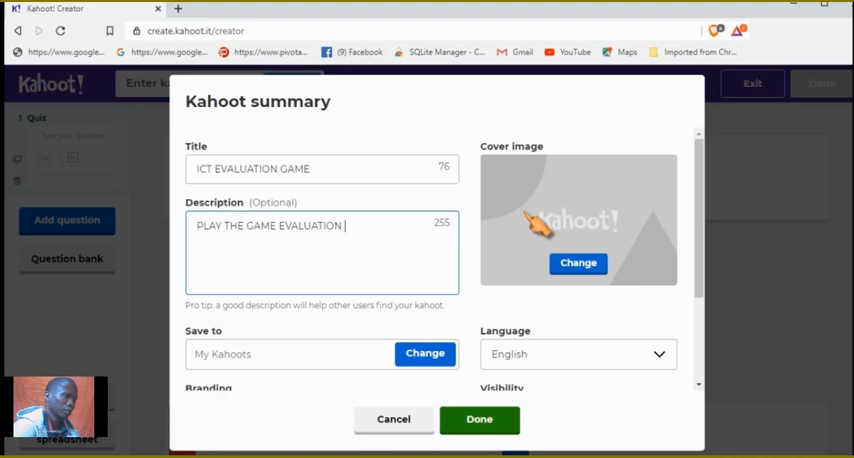 Kahoot! Creator
create.kahoot.it/creator
https://www.google...
https://www.google...
https://www.pivota...
(9) Facebook
SQLite Manager - C...
Gmail
YouTube
Maps
Imported from Chr...
Kahoot!
Enter k
Exit
Done
1 Quiz
Add question
Question bank
spreadsheet
Kahoot summary
Title
ICT EVALUATION GAME
76
Description (Optional)
PLAY THE GAME EVALUATION
255
Pro tip: a good description will help other users find your kahoot.
Cover image
Kahoot!
Change
Save to
My Kahoots
Change
Language
English
Branding
Visibility
Cancel
Done